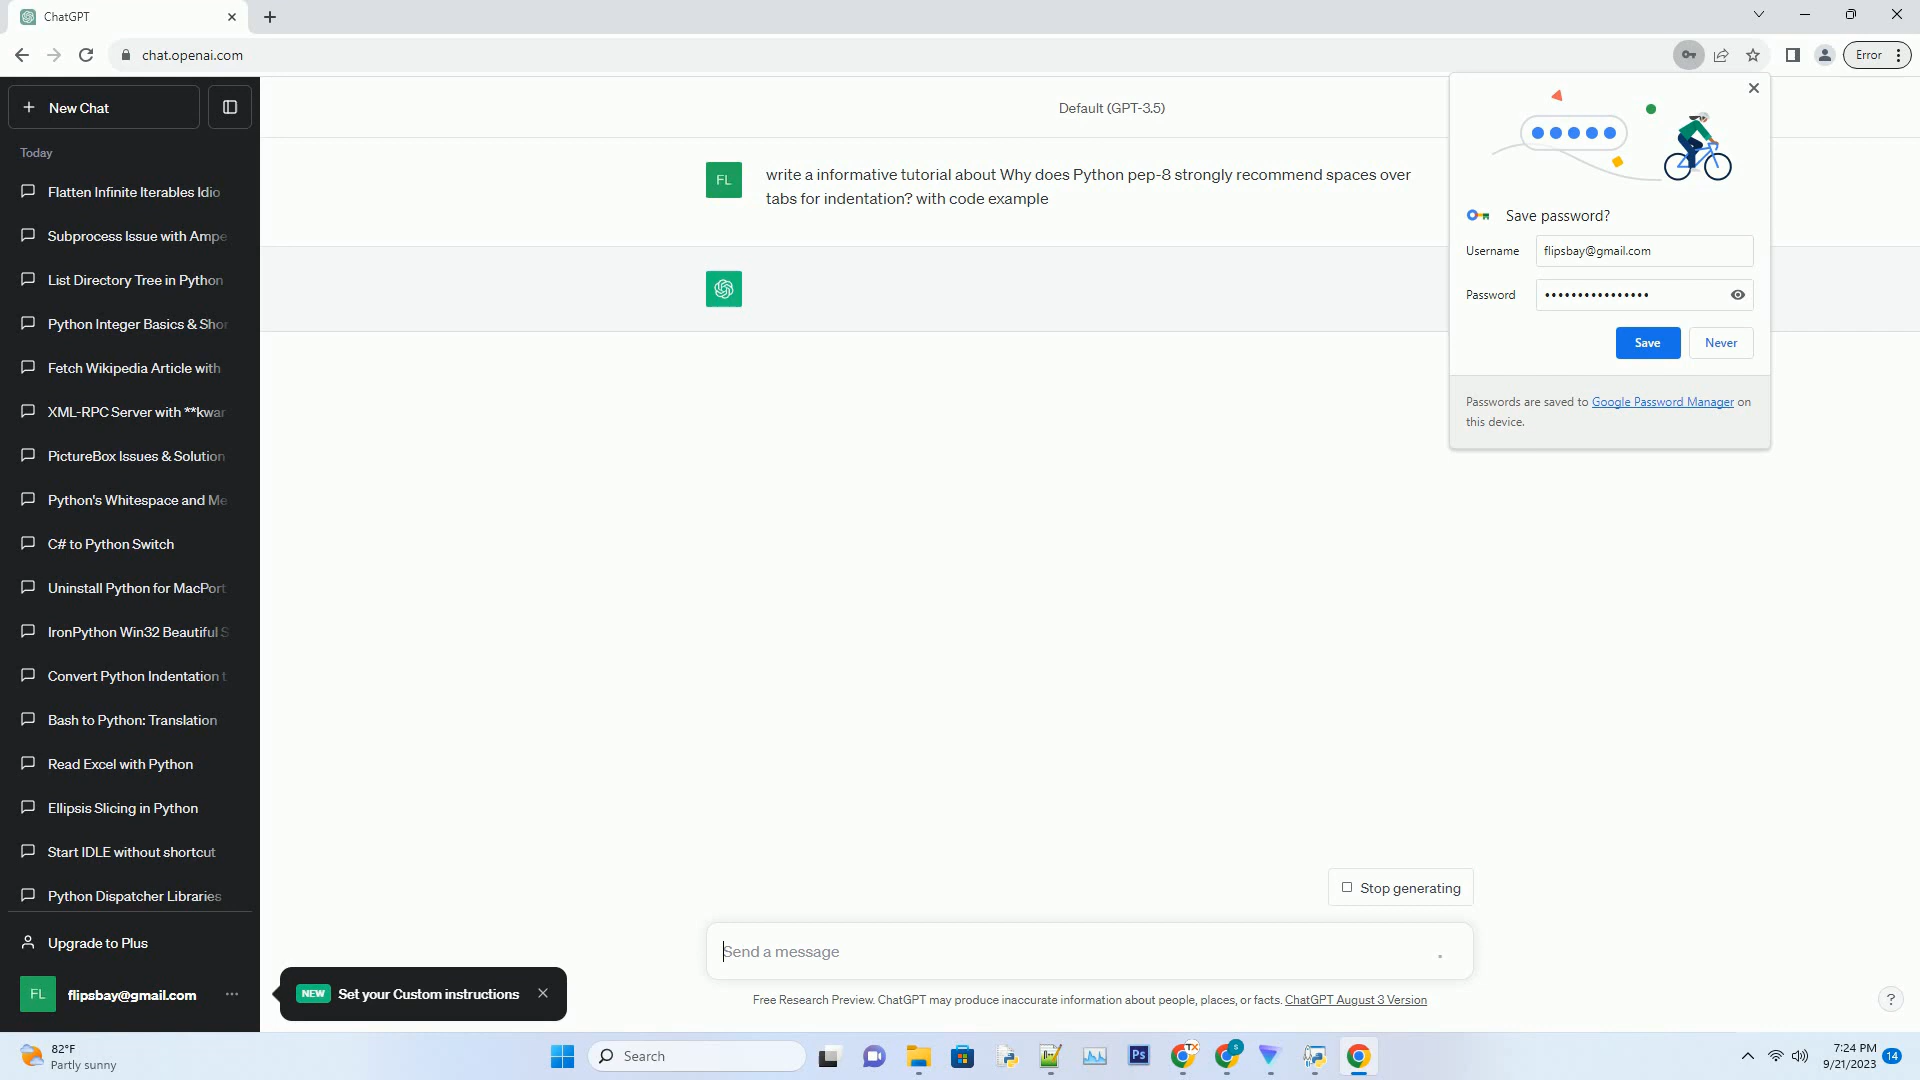 ChatGPT
chat.openai.com
Error
New Chat
Today
Flatten Infinite Iterables Idio
Subprocess Issue with Ampe
List Directory Tree in Python
Python Integer Basics & Shor
Fetch Wikipedia Article with
XML-RPC Server with **kwar
PictureBox Issues & Solution
Python's Whitespace and Me
C# to Python Switch
Uninstall Python for MacPort
IronPython Win32 Beautiful S
Convert Python Indentation t
Bash to Python: Translation
Read Excel with Python
Ellipsis Slicing in Python
Start IDLE without shortcut
Python Dispatcher Libraries
Upgrade to Plus
FL
flipsbay@gmail.com
Default (GPT-3.5)
FL
write a informative tutorial about Why does Python pep-8 strongly recommend spaces over
tabs for indentation? with code example
Save password?
Username
flipsbay@gmail.com
Password
••••••••••••••••
Save
Never
Passwords are saved to Google Password Manager on
this device.
Stop generating
Send a message
NEW
Set your Custom instructions
Free Research Preview. ChatGPT may produce inaccurate information about people, places, or facts. ChatGPT August 3 Version
?
82°F
Partly sunny
Search
Ps
TX
S
7:24 PM
9/21/2023
14